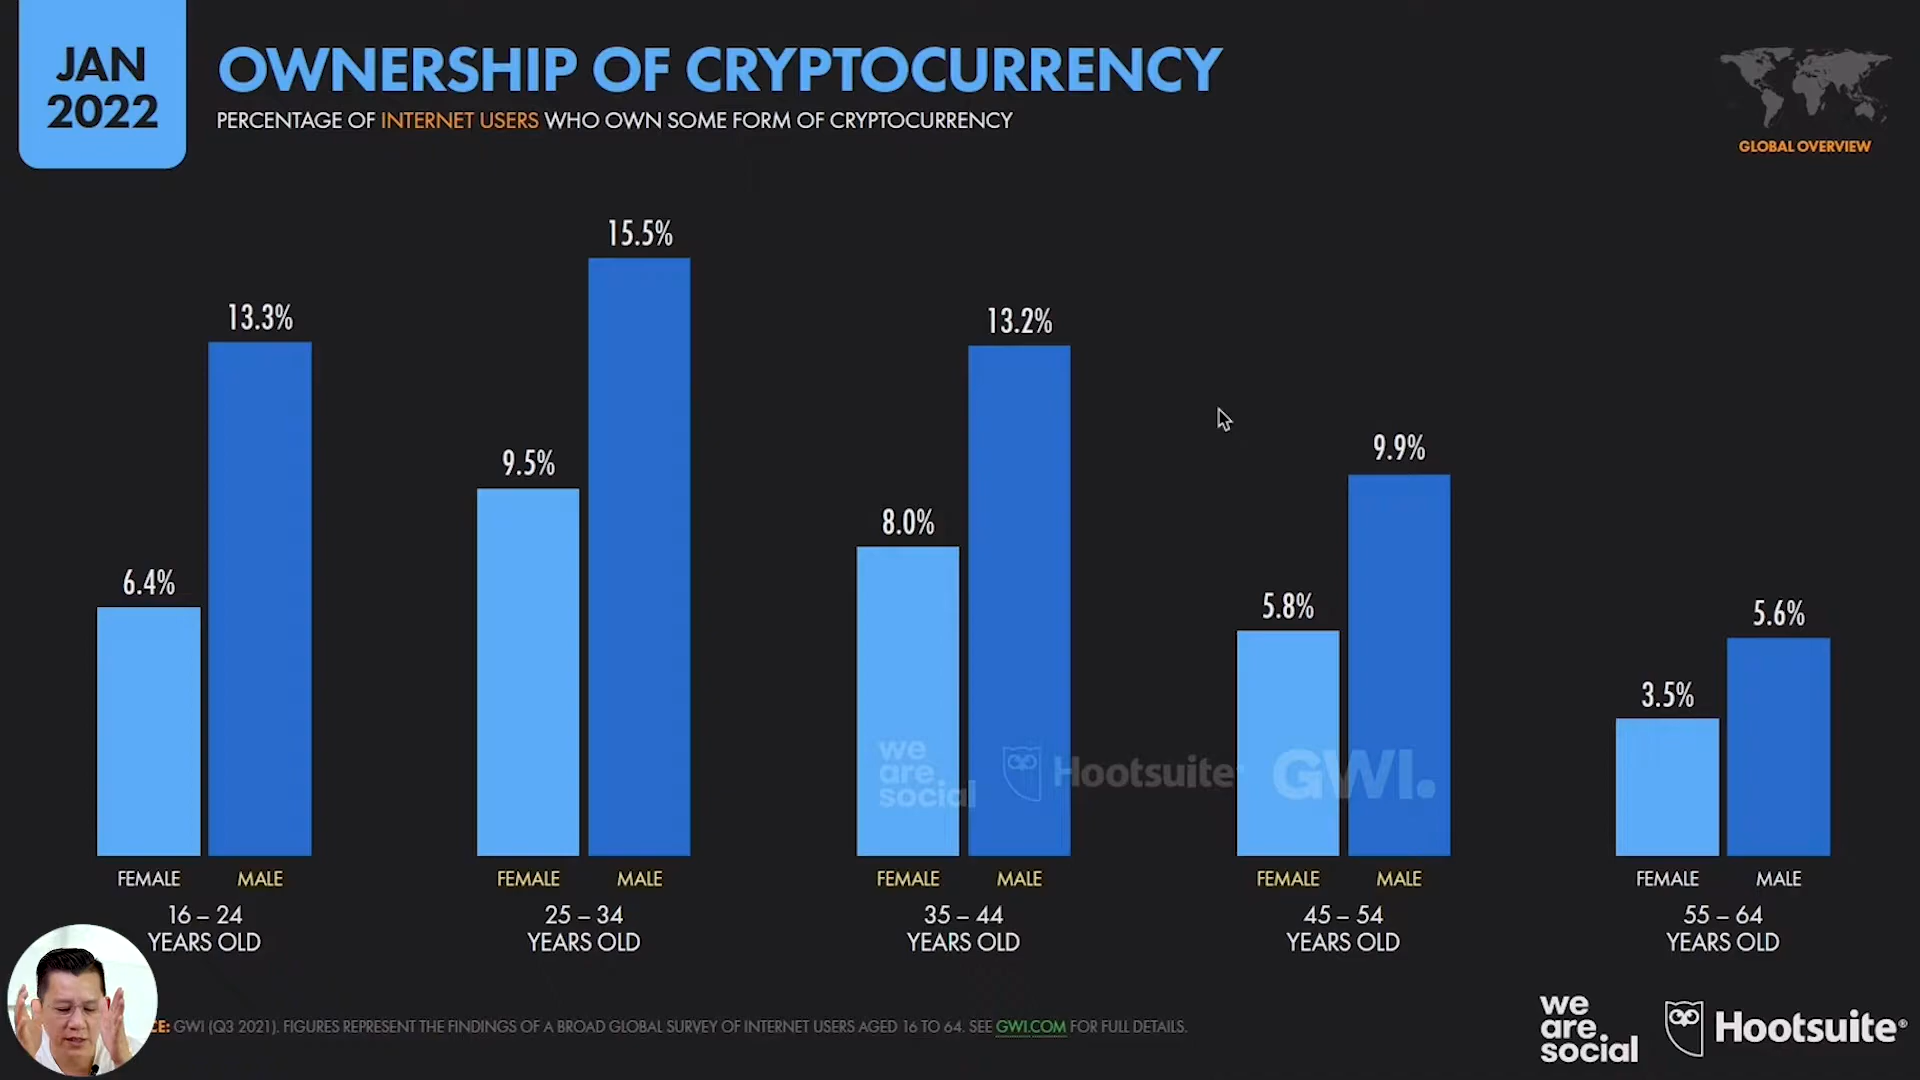 JAN
2022
OWNERSHIP OF CRYPTOCURRENCY
PERCENTAGE OF INTERNET USERS WHO OWN SOME FORM OF CRYPTOCURRENCY
GLOBAL OVERVIEW
6.4%
13.3%
9.5%
15.5%
8.0%
13.2%
5.8%
9.9%
3.5%
5.6%
we
are.
social
Hootsuite
GWI.
FEMALE MALE
16 – 24
YEARS OLD
FEMALE MALE
25 – 34
YEARS OLD
FEMALE MALE
35 – 44
YEARS OLD
FEMALE MALE
45 – 54
YEARS OLD
FEMALE MALE
55 – 64
YEARS OLD
GWI (Q3 2021). FIGURES REPRESENT THE FINDINGS OF A BROAD GLOBAL SURVEY OF INTERNET USERS AGED 16 TO 64. SEE GWI.COM FOR FULL DETAILS.
we
are.
social
Hootsuite®